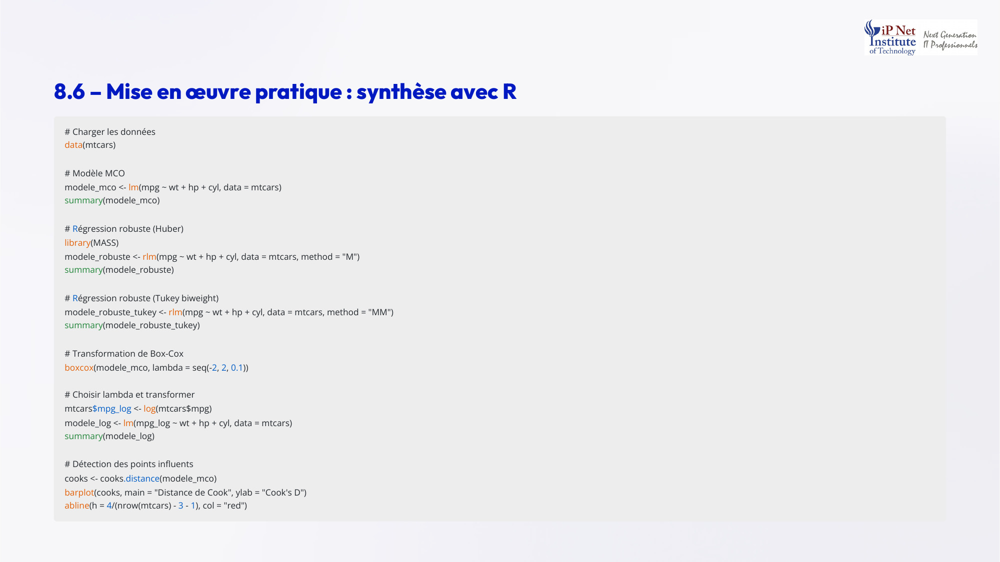 iP Net
Institute
of Technology
Next Generation
IT Professionnels
8.6 – Mise en œuvre pratique : synthèse avec R
# Charger les données
data(mtcars)
# Modèle MCO
modele_mco <- lm(mpg ~ wt + hp + cyl, data = mtcars)
summary(modele_mco)
# Régression robuste (Huber)
library(MASS)
modele_robuste <- rlm(mpg ~ wt + hp + cyl, data = mtcars, method = "M")
summary(modele_robuste)
# Régression robuste (Tukey biweight)
modele_robuste_tukey <- rlm(mpg ~ wt + hp + cyl, data = mtcars, method = "MM")
summary(modele_robuste_tukey)
# Transformation de Box-Cox
boxcox(modele_mco, lambda = seq(-2, 2, 0.1))
# Choisir lambda et transformer
mtcars$mpg_log <- log(mtcars$mpg)
modele_log <- lm(mpg_log ~ wt + hp + cyl, data = mtcars)
summary(modele_log)
# Détection des points influents
cooks <- cooks.distance(modele_mco)
barplot(cooks, main = "Distance de Cook", ylab = "Cook's D")
abline(h = 4/(nrow(mtcars) - 3 - 1), col = "red")